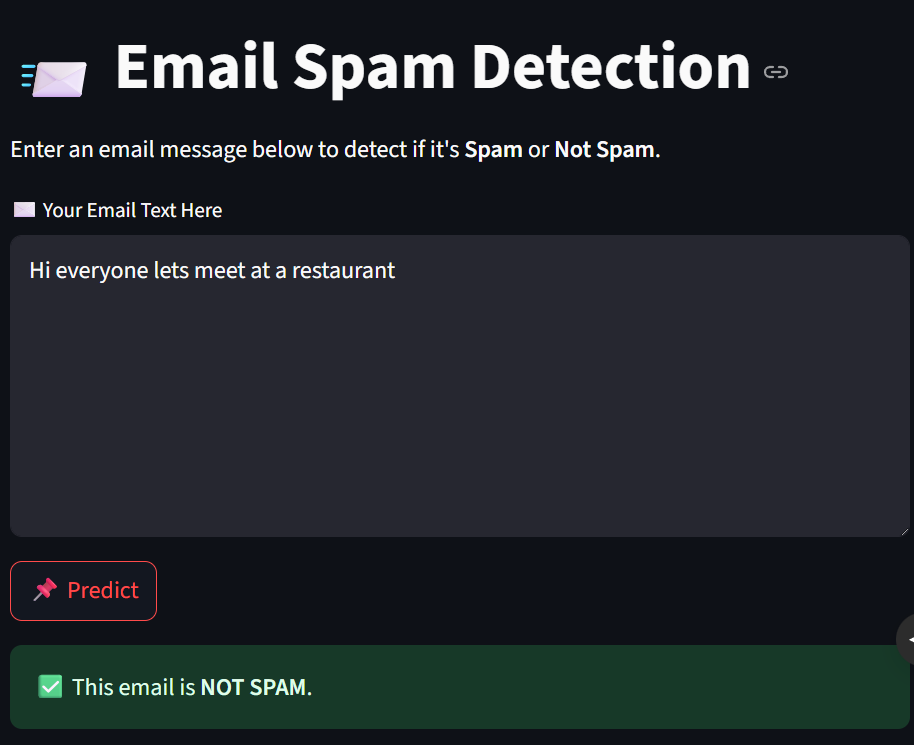 Email Spam Detection
Enter an email message below to detect if it's Spam or Not Spam.
Your Email Text Here
Hi everyone lets meet at a restaurant
Predict
This email is NOT SPAM.